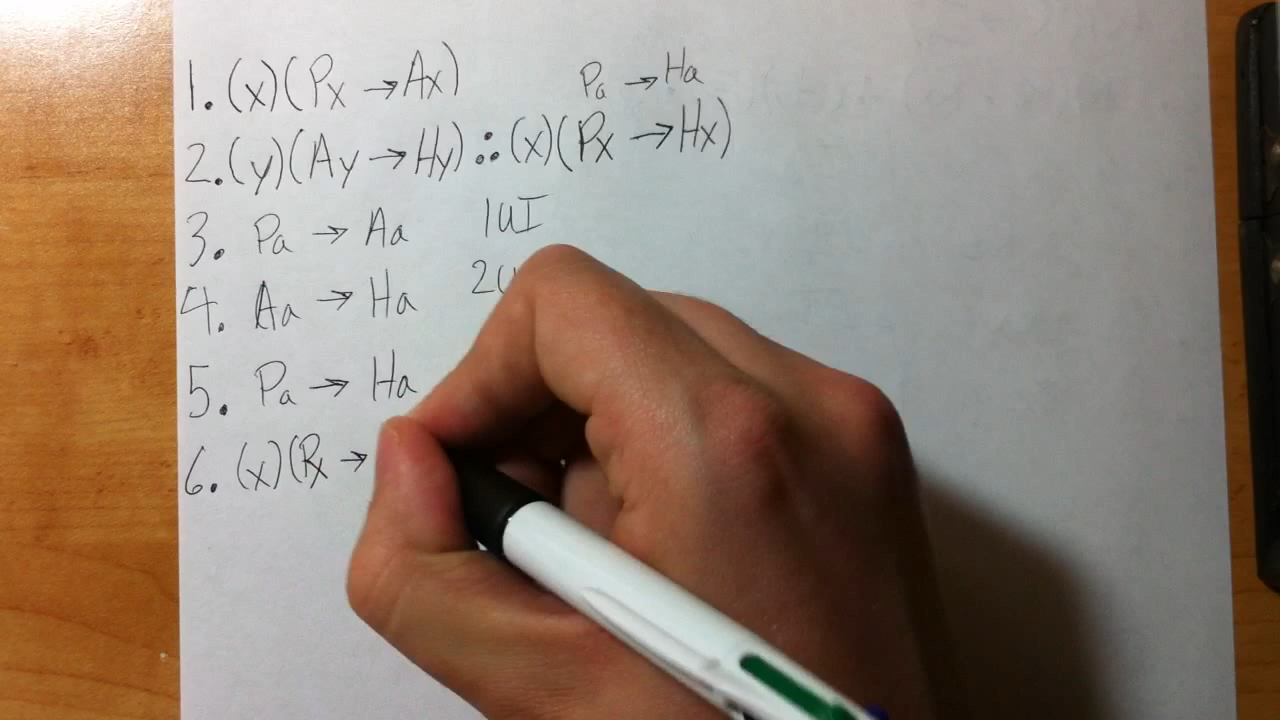 1. (x)(Px → Ax) Pa → Ha
2. (y)(Ay → Hy) ∴ (x)(Px → Hx)
3. Pa → Aa 1UI
4. Aa → Ha 2U
5. Pa → Ha
6. (x)(Px →